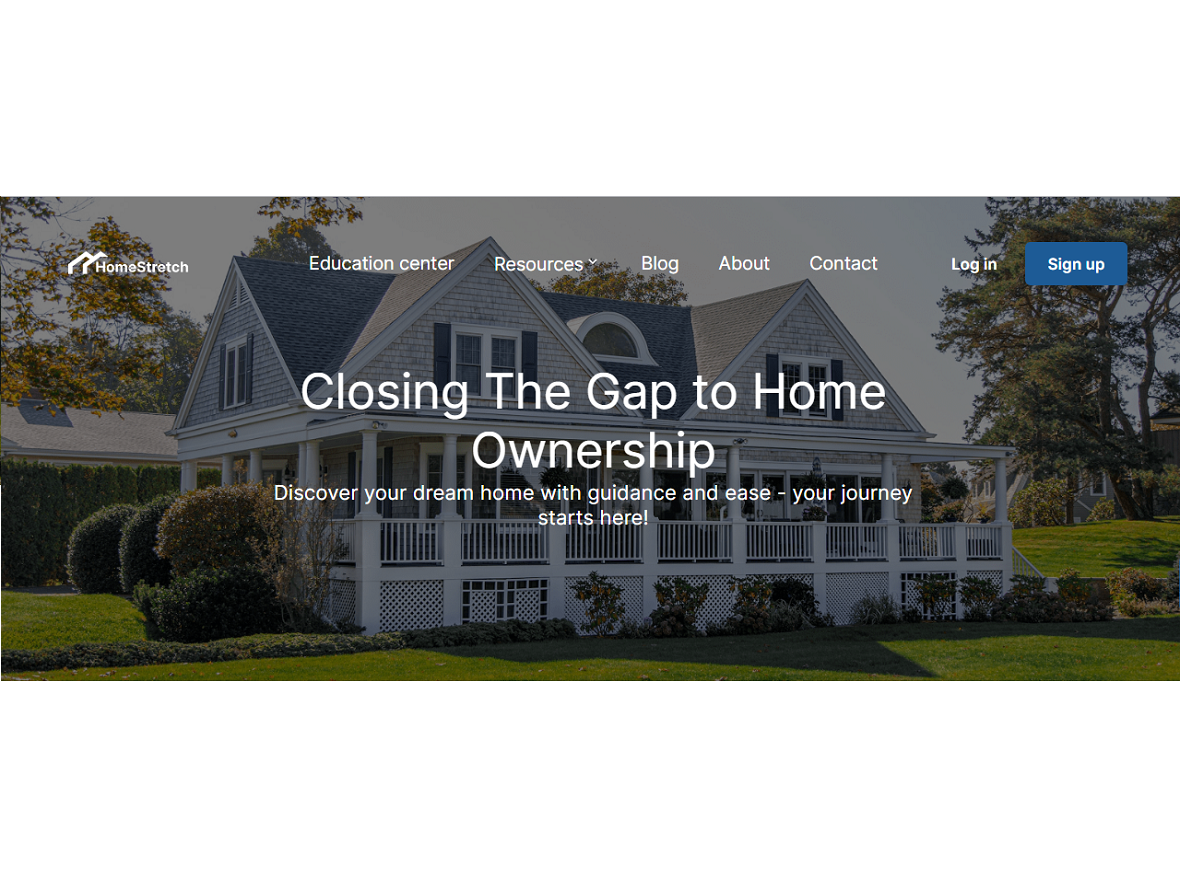 HomeStretch
Education center
Resources
Blog
About
Contact
Log in
Sign up
Closing The Gap to Home
Ownership
Discover your dream home with guidance and ease - your journey
starts here!